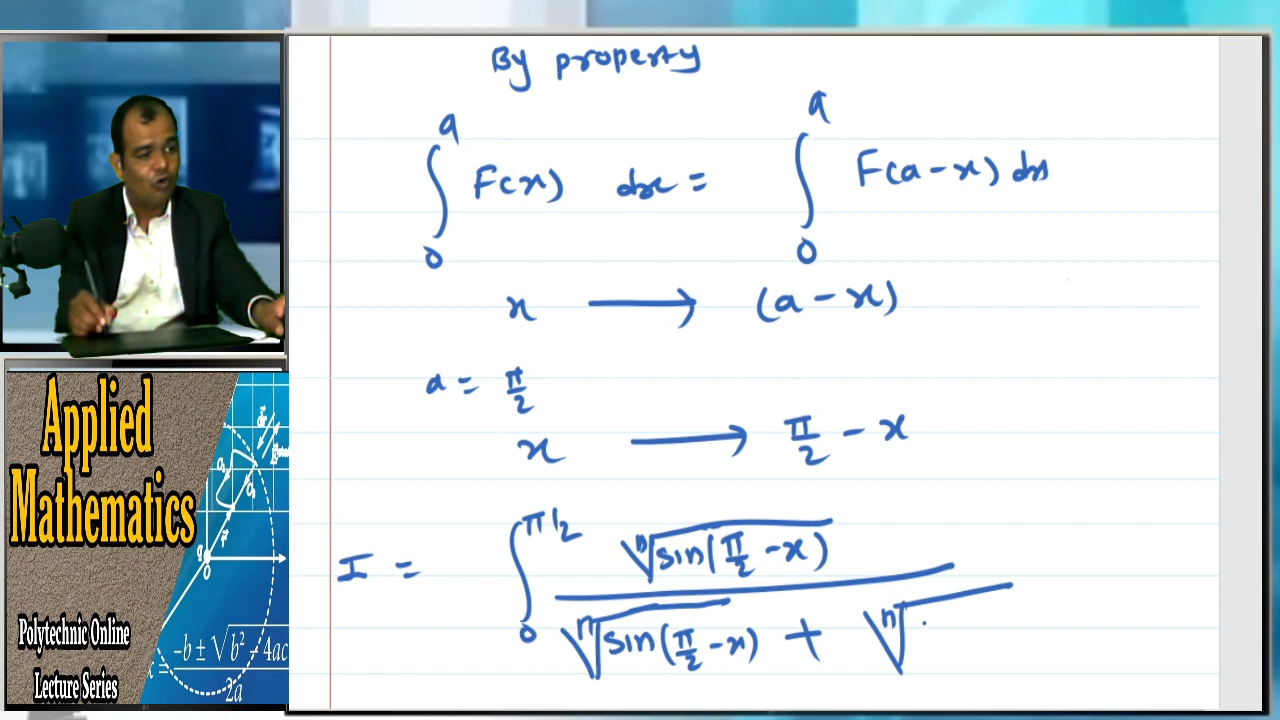 By property
∫₀ᵃ F(x) dx = ∫₀ᵃ F(a-x) dx
x ⟶ (a-x)
a = π/2
x ⟶ π/2 - x
I = ∫₀^π/2 ⁿ√sin(π/2 -x) / ⁿ√sin(π/2 -x) + ⁿ√
Applied
Mathematics
Polytechnic Online
Lecture Series
-b ± √b² - 4ac
2a